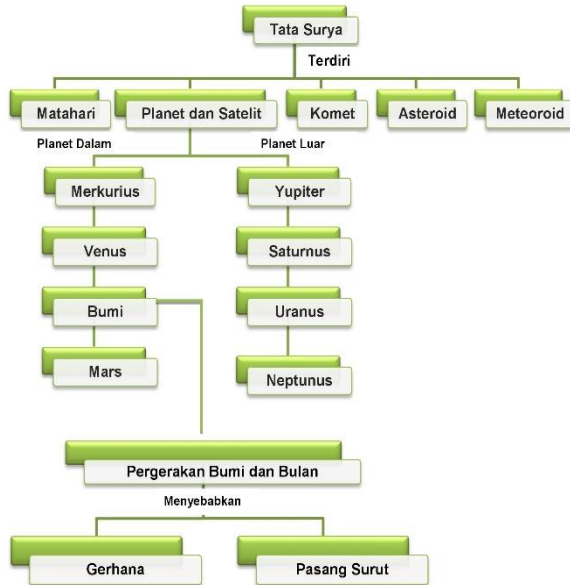 Tata Surya
Terdiri
Matahari
Planet dan Satelit
Komet
Asteroid
Meteoroid
Planet Dalam
Planet Luar
Merkurius
Yupiter
Venus
Saturnus
Bumi
Uranus
Mars
Neptunus
Pergerakan Bumi dan Bulan
Menyebabkan
Gerhana
Pasang Surut